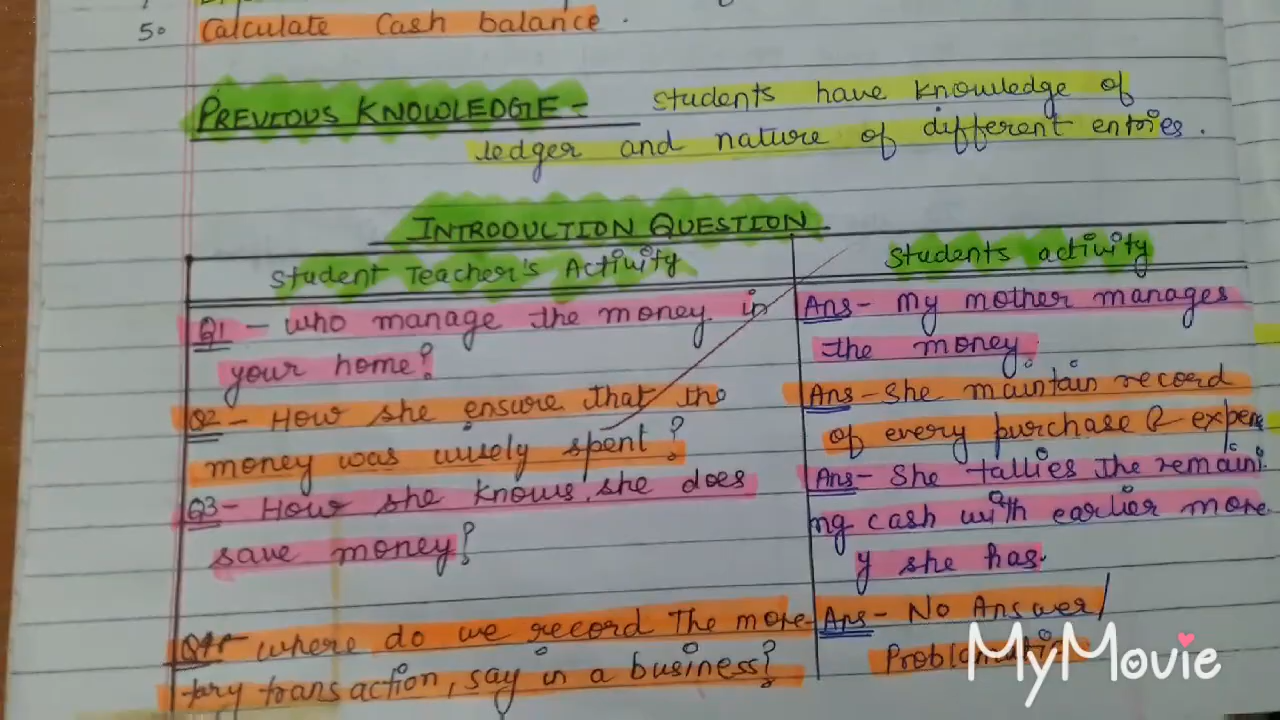 5. Calculate Cash balance.
PREVIOUS KNOWLEDGE - students have knowledge of
ledger and nature of different entries.
INTRODUCTION QUESTION
Student Teacher's Activity
Students activity
Q1 - who manage the money in
your home?
Ans - my mother manages
the money.
Q2 - How she ensure that the
money was wisely spent?
Ans - She maintain record
of every purchase & expens
Q3 - How she knows, she does
save money?
Ans - She tallies the remaini
ng cash with earlier mone
y she has.
Q4 - where do we record the mone-
tary transaction, say in a business?
Ans - No Answer/
MyMovie